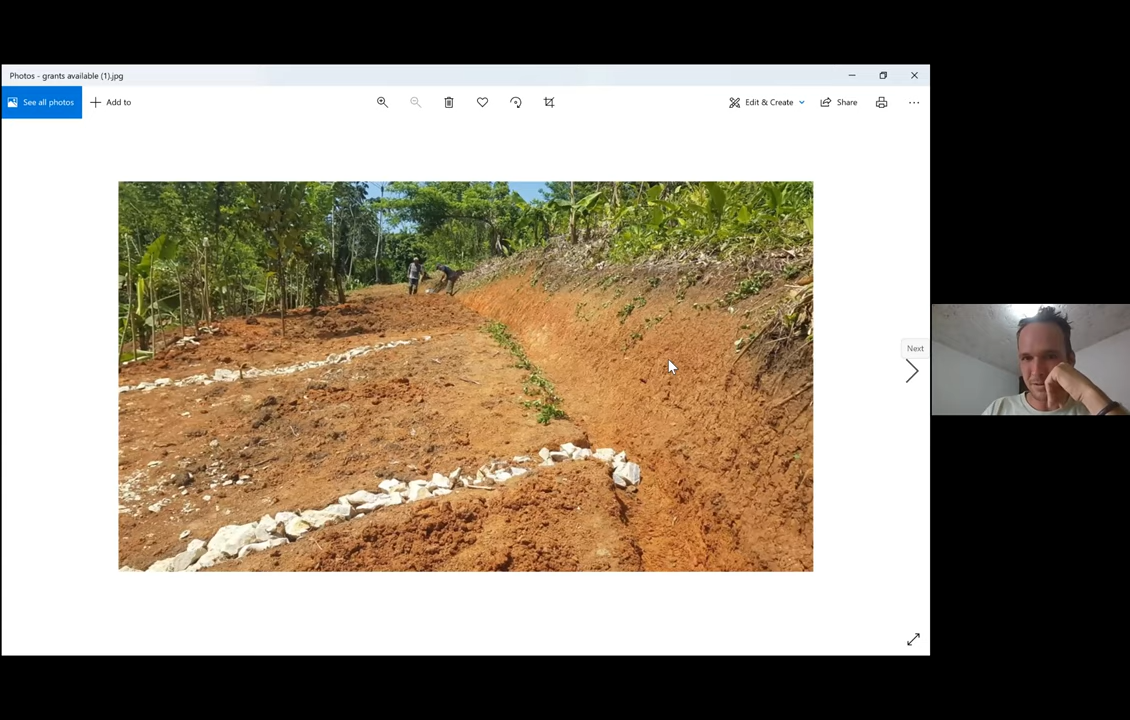 Photos - grants available (1).jpg
See all photos
Add to
Edit & Create
Share
Next